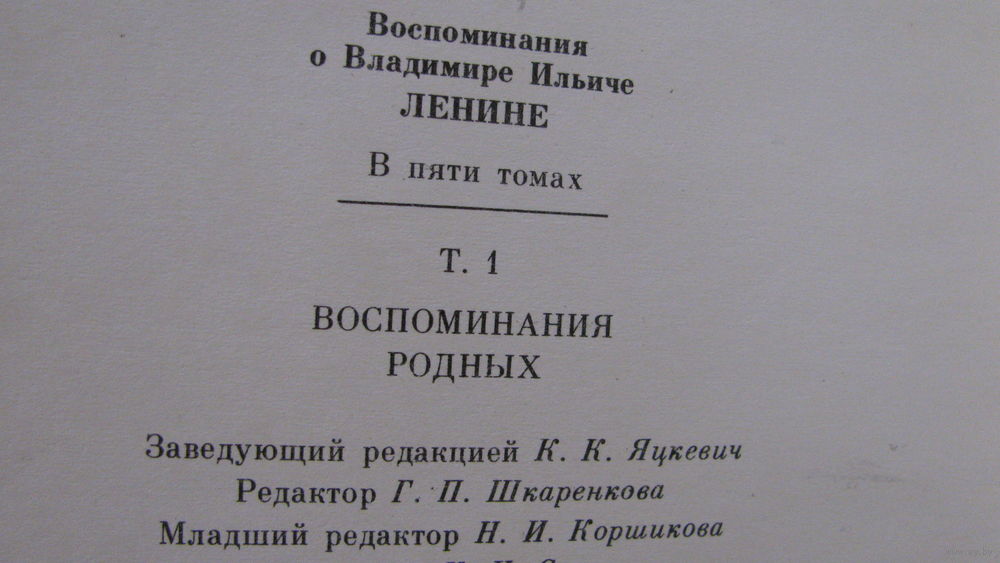 Воспоминания
о Владимире Ильиче
ЛЕНИНЕ
В пяти томах
Т. 1
ВОСПОМИНАНИЯ
РОДНЫХ
Заведующий редакцией К. К. Яцкевич
Редактор Г. П. Шкаренкова
Младший редактор Н. И. Коршикова